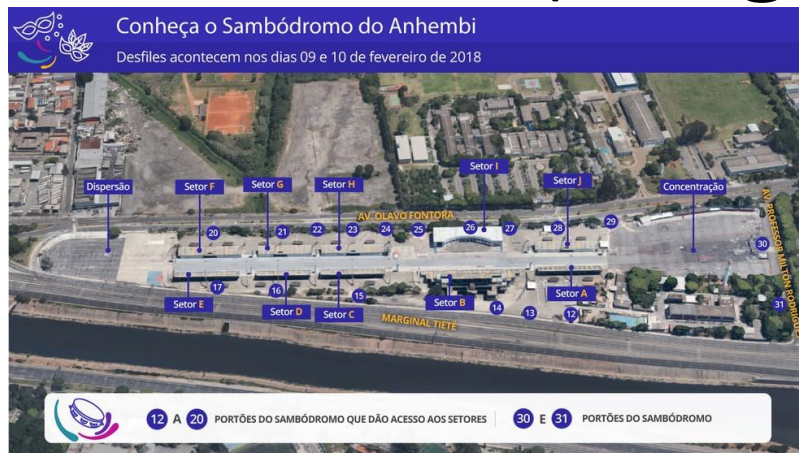 Conheça o Sambódromo do Anhembi
Desfiles acontecem nos dias 09 e 10 de fevereiro de 2018
Dispersão
Setor F
Setor G
Setor H
Setor I
Setor J
Concentração
AV. OLAVO FONTORA
AV. PROFESSOR MILTON RODRIGUES
20
21
22
23
24
25
26
27
28
29
30
31
17
16
15
14
13
12
Setor E
Setor D
Setor C
Setor B
Setor A
MARGINAL TIETÊ
12 A 20 PORTÕES DO SAMBÓDROMO QUE DÃO ACESSO AOS SETORES
30 E 31 PORTÕES DO SAMBÓDROMO